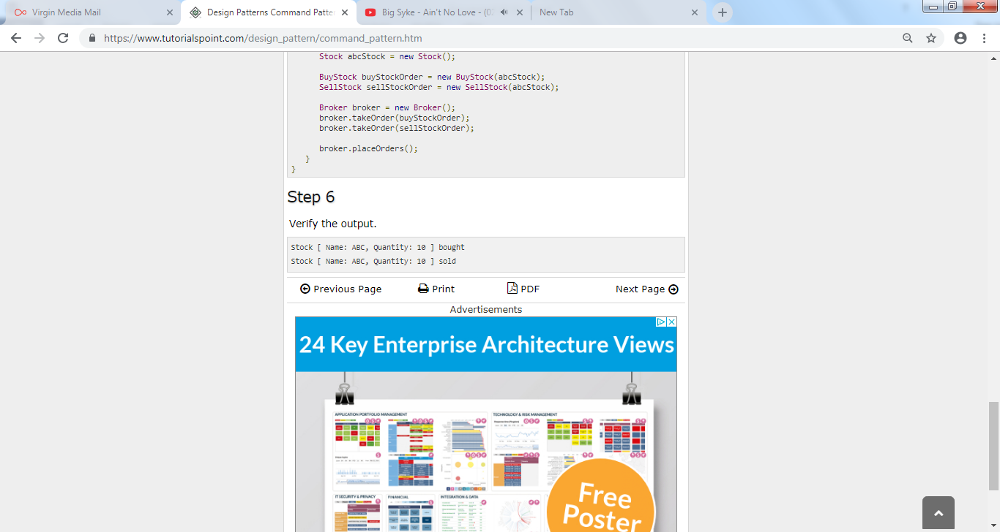 Virgin Media Mail
Design Patterns Command Patte
Big Syke - Ain't No Love - (0
New Tab
https://www.tutorialspoint.com/design_pattern/command_pattern.htm
Stock abcStock = new Stock();
BuyStock buyStockOrder = new BuyStock(abcStock);
SellStock sellStockOrder = new SellStock(abcStock);
Broker broker = new Broker();
broker.takeOrder(buyStockOrder);
broker.takeOrder(sellStockOrder);
broker.placeOrders();
}
}
Step 6
Verify the output.
Stock [ Name: ABC, Quantity: 10 ] bought
Stock [ Name: ABC, Quantity: 10 ] sold
Previous Page
Print
PDF
Next Page
Advertisements
24 Key Enterprise Architecture Views
APPLICATION PORTFOLIO MANAGEMENT
TECHNOLOGY & RISK MANAGEMENT
IT SECURITY & PRIVACY
FINANCIAL
INTEGRATION & DATA
Free
Poster